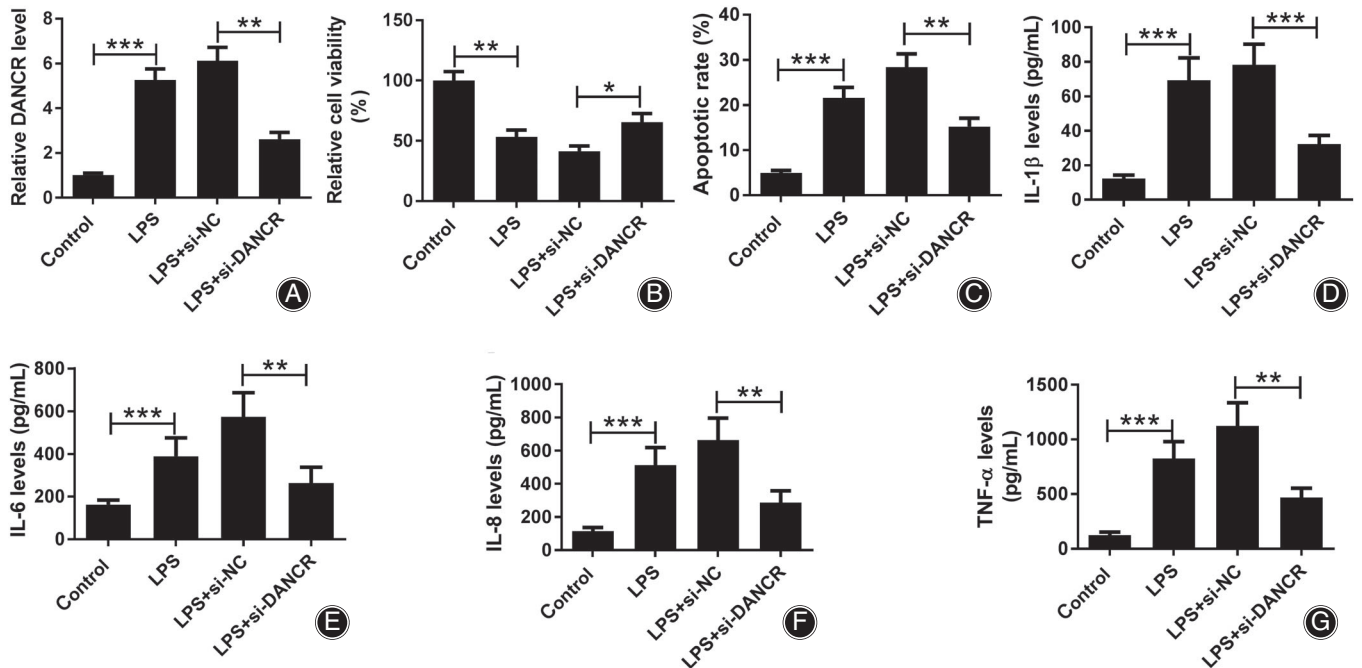 Relative DANCR level
8
6
4
2
0
***
**
Control
LPS
LPS+si-NC
LPS+si-DANCR
A
Relative cell viability
(%)
150
100
50
0
**
*
Control
LPS
LPS+si-NC
LPS+si-DANCR
B
Apoptotic rate (%)
40
30
20
10
0
***
**
Control
LPS
LPS+si-NC
LPS+si-DANCR
C
IL-1β levels (pg/mL)
100
80
60
40
20
0
***
***
Control
LPS
LPS+si-NC
LPS+si-DANCR
D
IL-6 levels (pg/mL)
800
600
400
200
0
***
**
Control
LPS
LPS+si-NC
LPS+si-DANCR
E
IL-8 levels (pg/mL)
1000
800
600
400
200
0
***
**
Control
LPS
LPS+si-NC
LPS+si-DANCR
F
TNF-α levels
(pg/mL)
1500
1000
500
0
***
**
Control
LPS
LPS+si-NC
LPS+si-DANCR
G